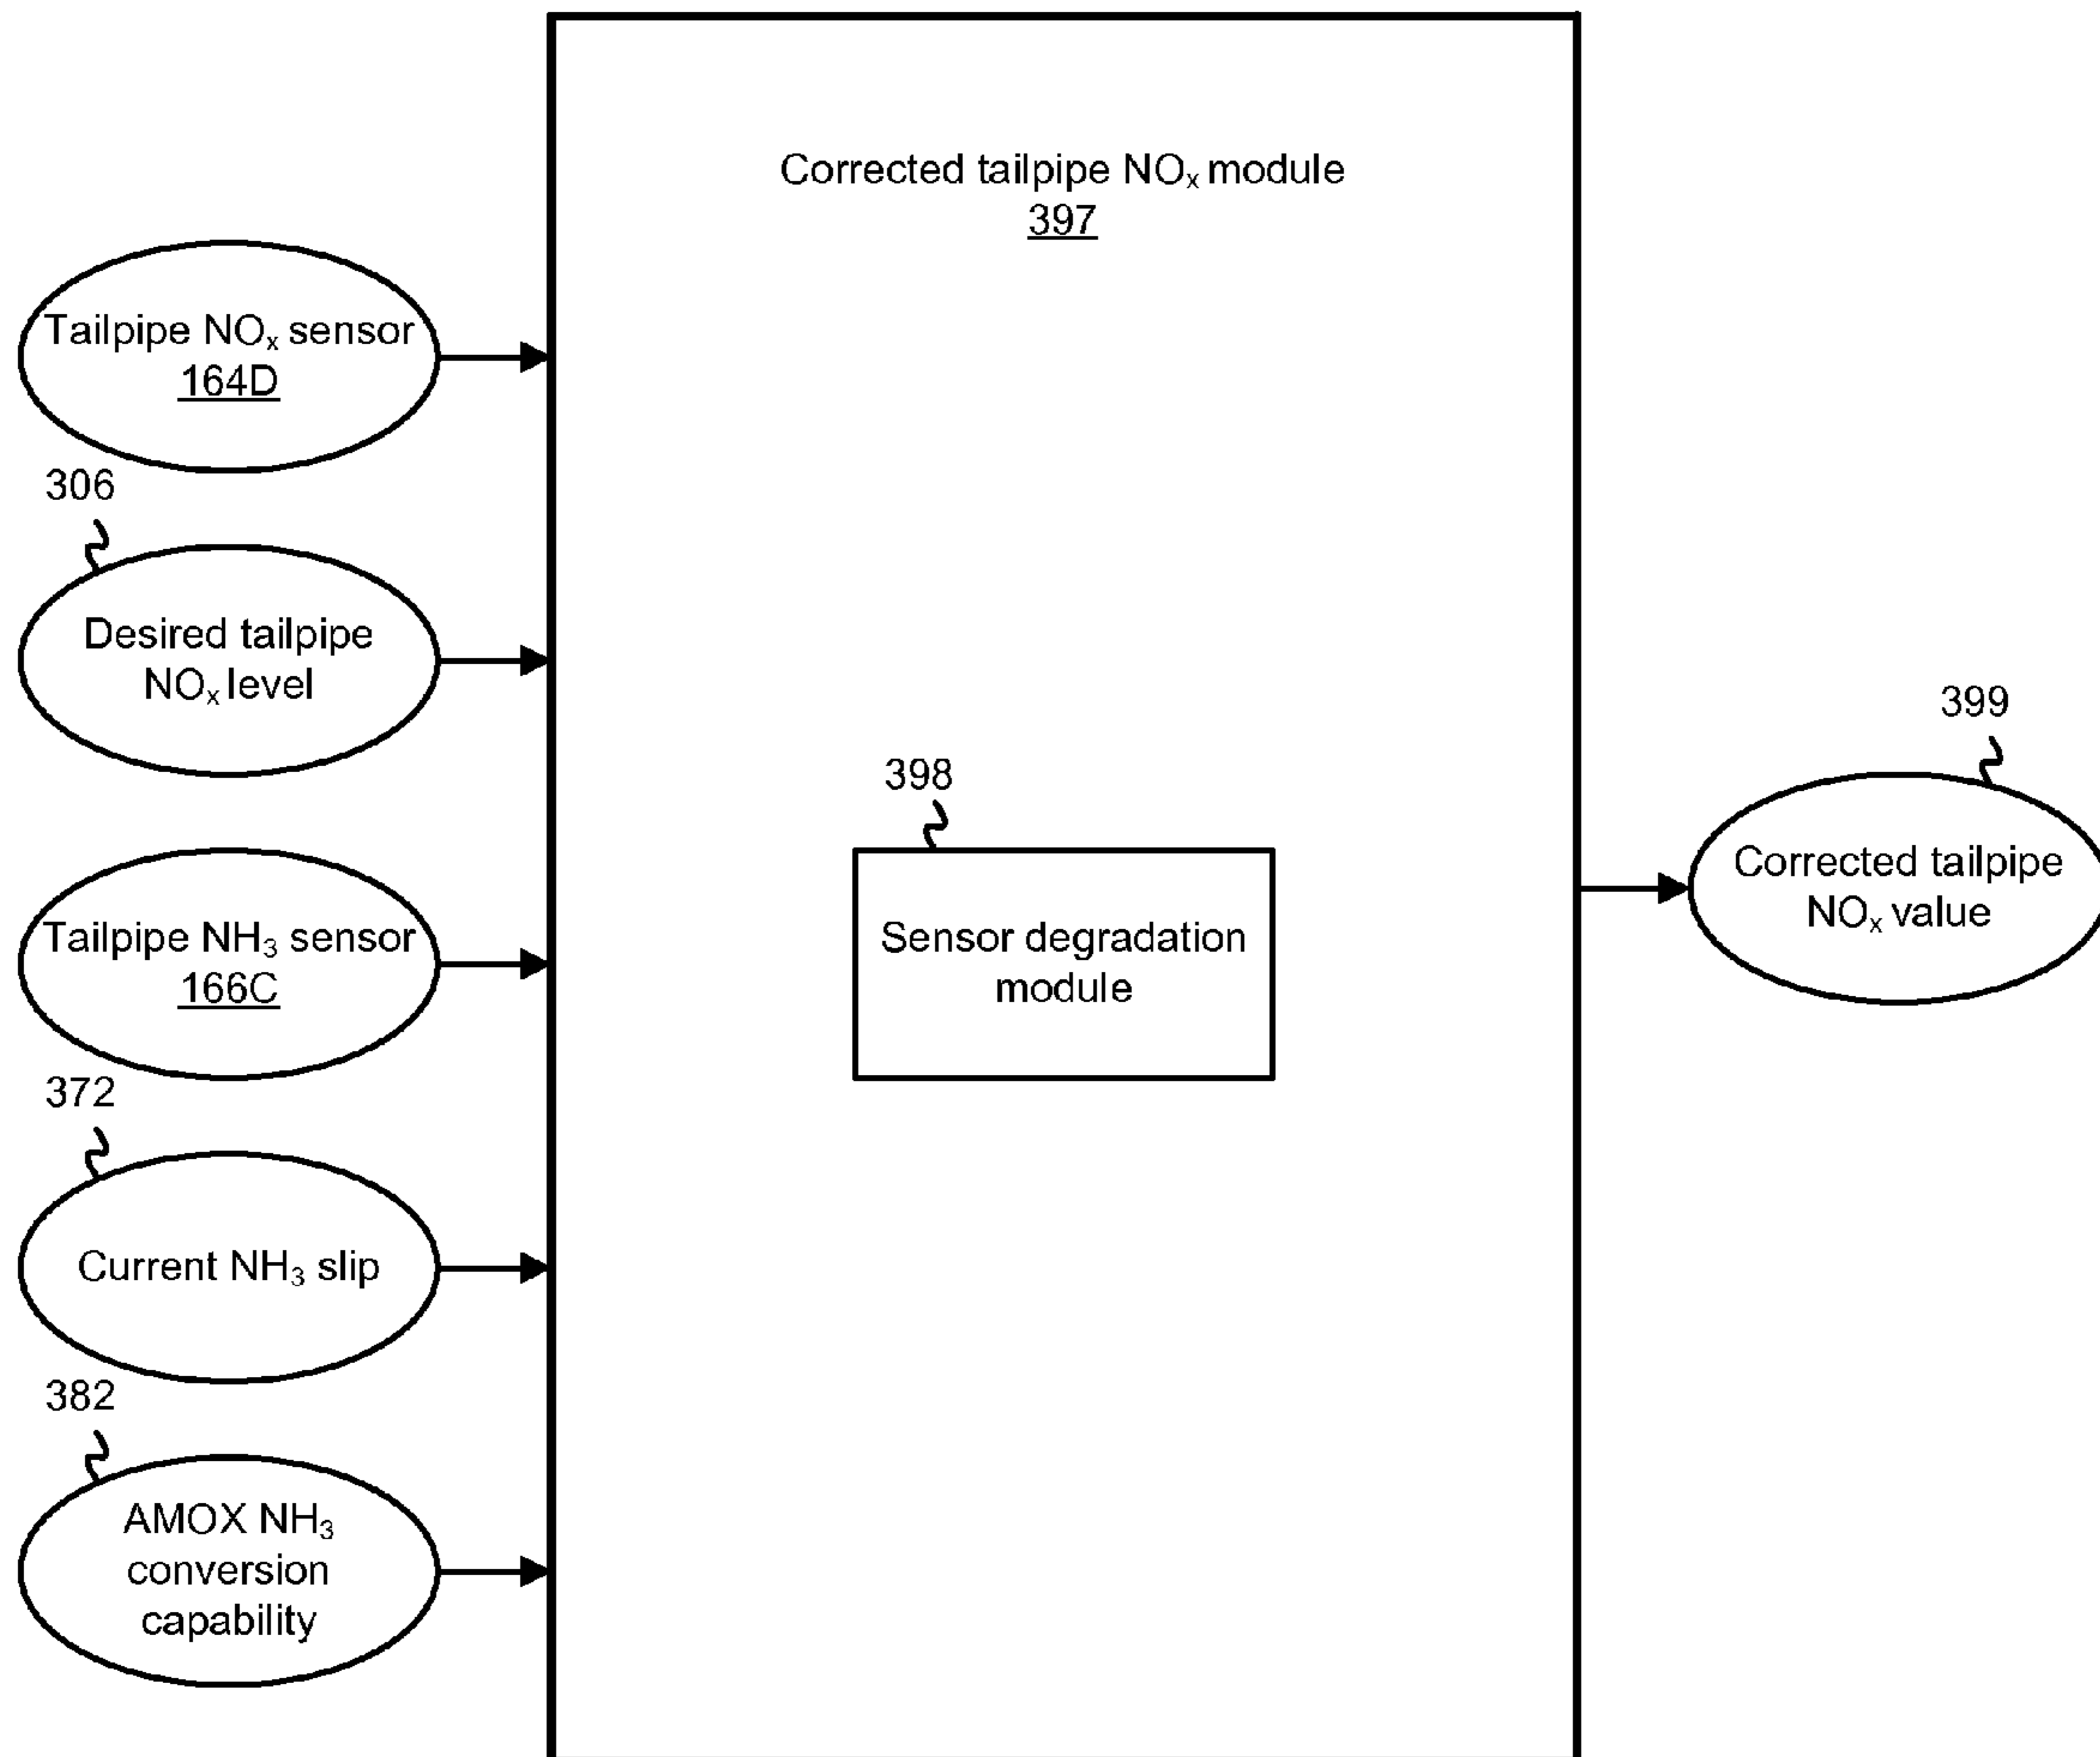 Corrected tailpipe NOₓ module
397
Tailpipe NOₓ sensor
164D
306
Desired tailpipe
NOₓ level
Tailpipe NH₃ sensor
166C
372
Current NH₃ slip
382
AMOX NH₃
conversion
capability
398
Sensor degradation
module
399
Corrected tailpipe
NOₓ value